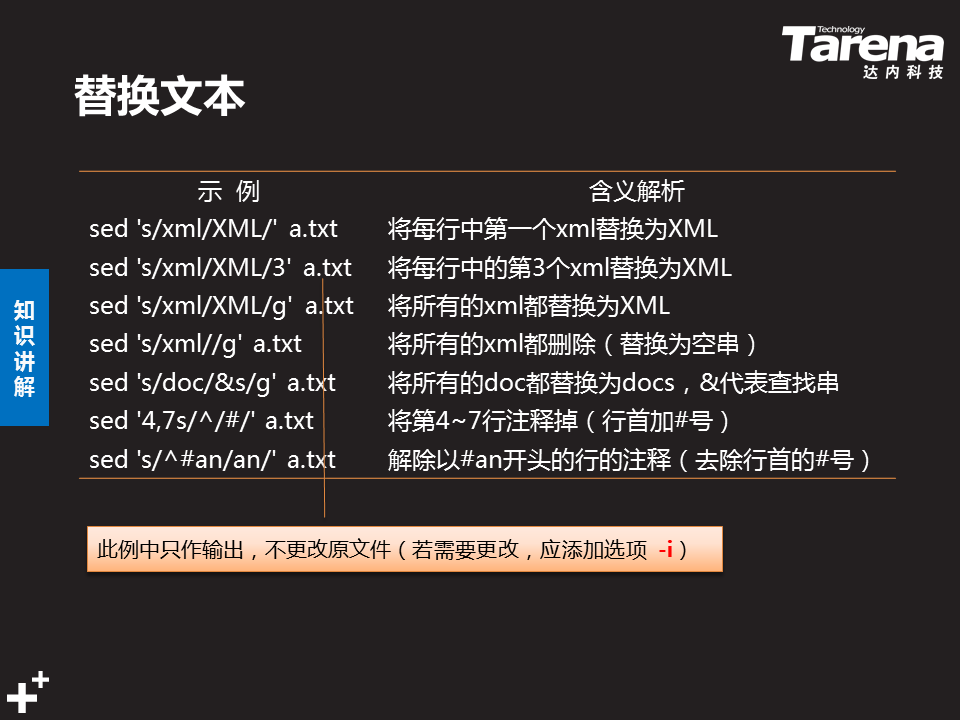 Technology
Tarena
达内科技
替换文本
示 例 含义解析
sed 's/xml/XML/' a.txt 将每行中第一个xml替换为XML
sed 's/xml/XML/3' a.txt 将每行中的第3个xml替换为XML
sed 's/xml/XML/g' a.txt 将所有的xml都替换为XML
sed 's/xml//g' a.txt 将所有的xml都删除（替换为空串）
sed 's/doc/&s/g' a.txt 将所有的doc都替换为docs，&代表查找串
sed '4,7s/^/#/' a.txt 将第4~7行注释掉（行首加#号）
sed 's/^#an/an/' a.txt 解除以#an开头的行的注释（去除行首的#号）
知
识
讲
解
此例中只作输出，不更改原文件（若需要更改，应添加选项 -i）